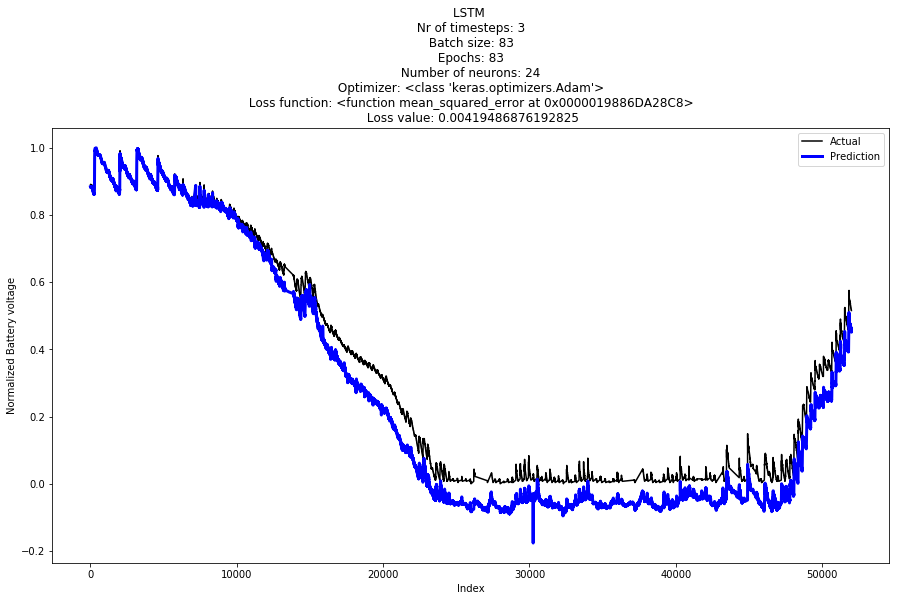 LSTM
Nr of timesteps: 3
Batch size: 83
Epochs: 83
Number of neurons: 24
Optimizer: <class 'keras.optimizers.Adam'>
Loss function: <function mean_squared_error at 0x0000019886DA28C8>
Loss value: 0.00419486876192825
Actual
Prediction
Normalized Battery voltage
1.0
0.8
0.6
0.4
0.2
0.0
−0.2
0 10000 20000 30000 40000 50000
Index